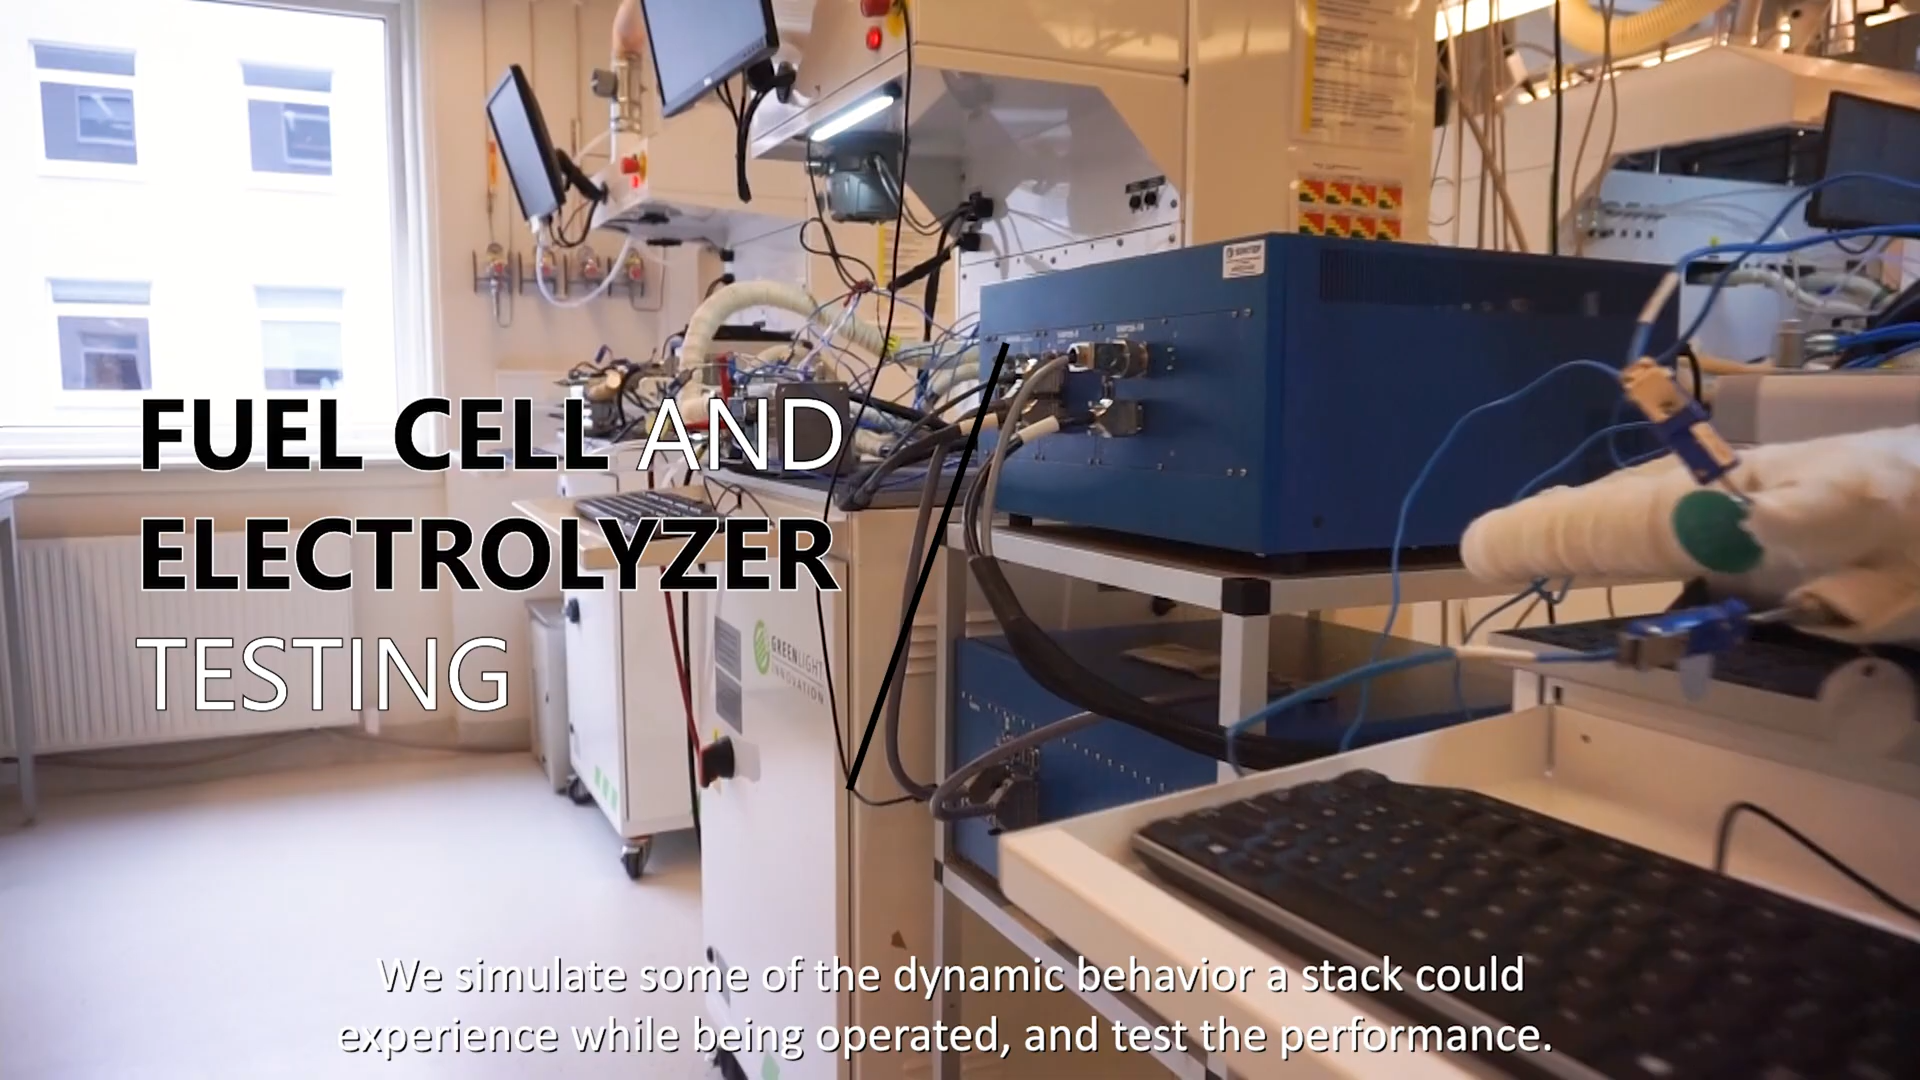 FUEL CELL AND
ELECTROLYZER
TESTING
GREENLIGHT
INNOVATION
We simulate some of the dynamic behavior a stack could
experience while being operated, and test the performance.